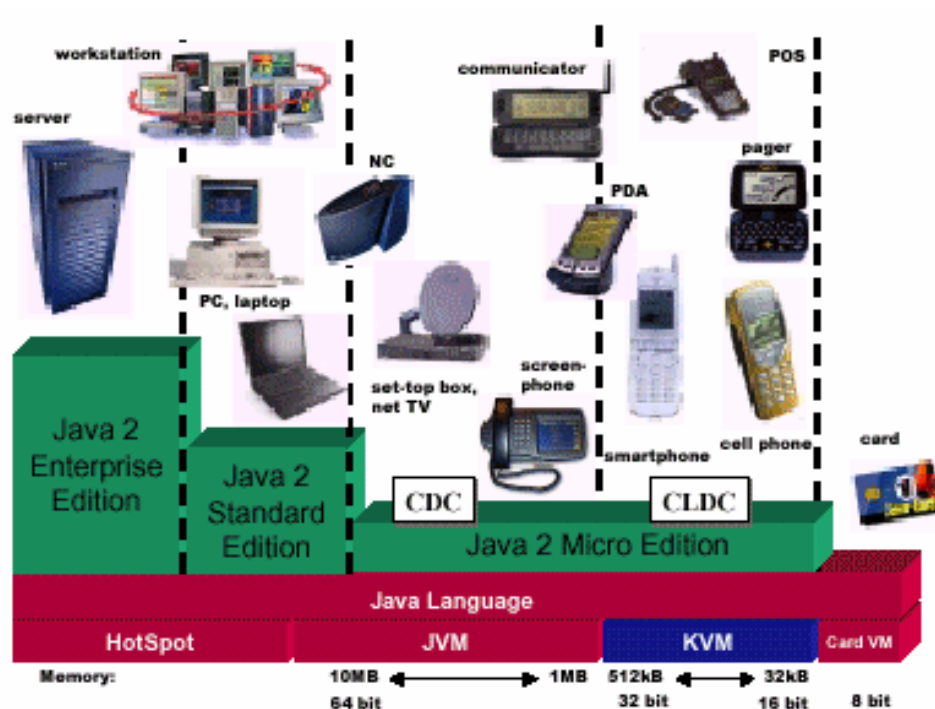 workstation
server
communicator
POS
NC
pager
PDA
PC, laptop
set-top box,
net TV
screen-
phone
smartphone
cell phone
card
Java 2
Enterprise
Edition
Java 2
Standard
Edition
CDC
CLDC
Java 2 Micro Edition
Java Language
HotSpot
JVM
KVM
Card VM
Memory:
10MB
1MB
512kB
32kB
64 bit
32 bit
16 bit
8 bit